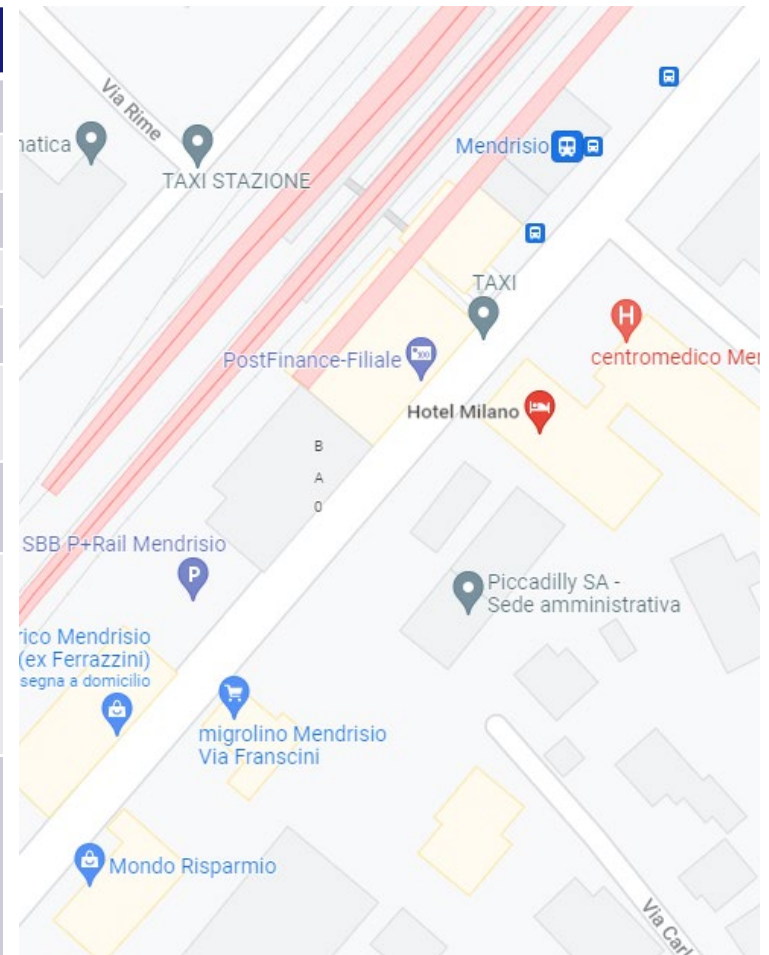 Via Rime
natica
TAXI STAZIONE
Mendrisio
TAXI
H
centromedico Mer
PostFinance-Filiale
Hotel Milano
B
A
0
SBB P+Rail Mendrisio
P
Piccadilly SA -
Sede amministrativa
rico Mendrisio
(ex Ferrazzini)
segna a domicilio
migrolino Mendrisio
Via Franscini
Mondo Risparmio
Via Carl